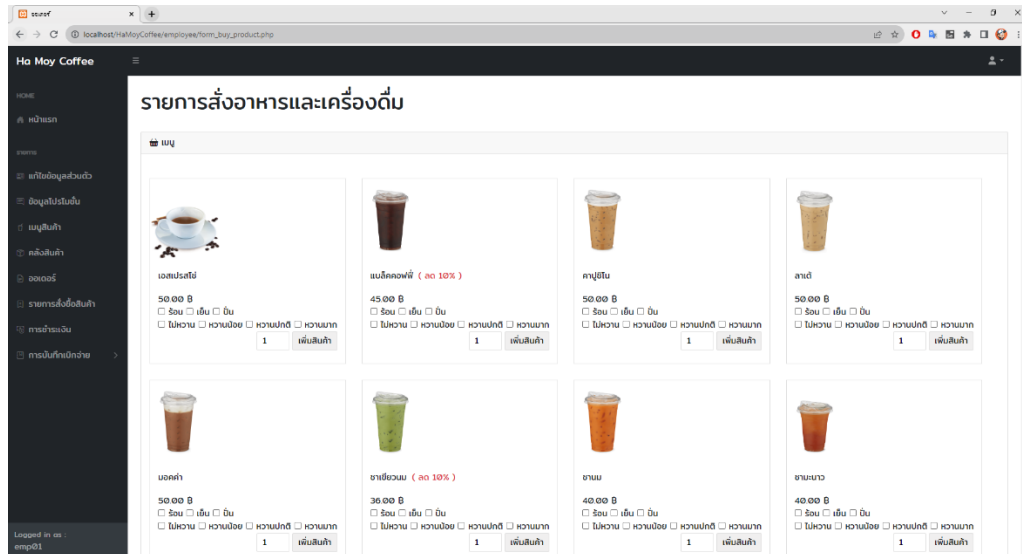 ออเดอร์
localhost/HaMoyCoffee/employee/form_buy_product.php
Ha Moy Coffee
HOME
หน้าแรก
รายการ
แก้ไขข้อมูลส่วนตัว
ข้อมูลโปรโมชั่น
เมนูสินค้า
คลังสินค้า
ออเดอร์
รายการสั่งซื้อสินค้า
การชำระเงิน
การบันทึกเบิกจ่าย
Logged in as :
emp01
รายการสั่งอาหารและเครื่องดื่ม
เมนู
เอสเปรสโซ่
50.00 ฿
ร้อน เย็น ปั่น
ไม่หวาน หวานน้อย หวานปกติ หวานมาก
1 เพิ่มสินค้า
แบล็คคอฟฟี่ ( ลด 10% )
45.00 ฿
ร้อน เย็น ปั่น
ไม่หวาน หวานน้อย หวานปกติ หวานมาก
1 เพิ่มสินค้า
คาปูชิโน
50.00 ฿
ร้อน เย็น ปั่น
ไม่หวาน หวานน้อย หวานปกติ หวานมาก
1 เพิ่มสินค้า
ลาเต้
50.00 ฿
ร้อน เย็น ปั่น
ไม่หวาน หวานน้อย หวานปกติ หวานมาก
1 เพิ่มสินค้า
มอคค่า
50.00 ฿
ร้อน เย็น ปั่น
ไม่หวาน หวานน้อย หวานปกติ หวานมาก
1 เพิ่มสินค้า
ชาเขียวนม ( ลด 10% )
36.00 ฿
ร้อน เย็น ปั่น
ไม่หวาน หวานน้อย หวานปกติ หวานมาก
1 เพิ่มสินค้า
ชานม
40.00 ฿
ร้อน เย็น ปั่น
ไม่หวาน หวานน้อย หวานปกติ หวานมาก
1 เพิ่มสินค้า
ชามะนาว
40.00 ฿
ร้อน เย็น ปั่น
ไม่หวาน หวานน้อย หวานปกติ หวานมาก
1 เพิ่มสินค้า